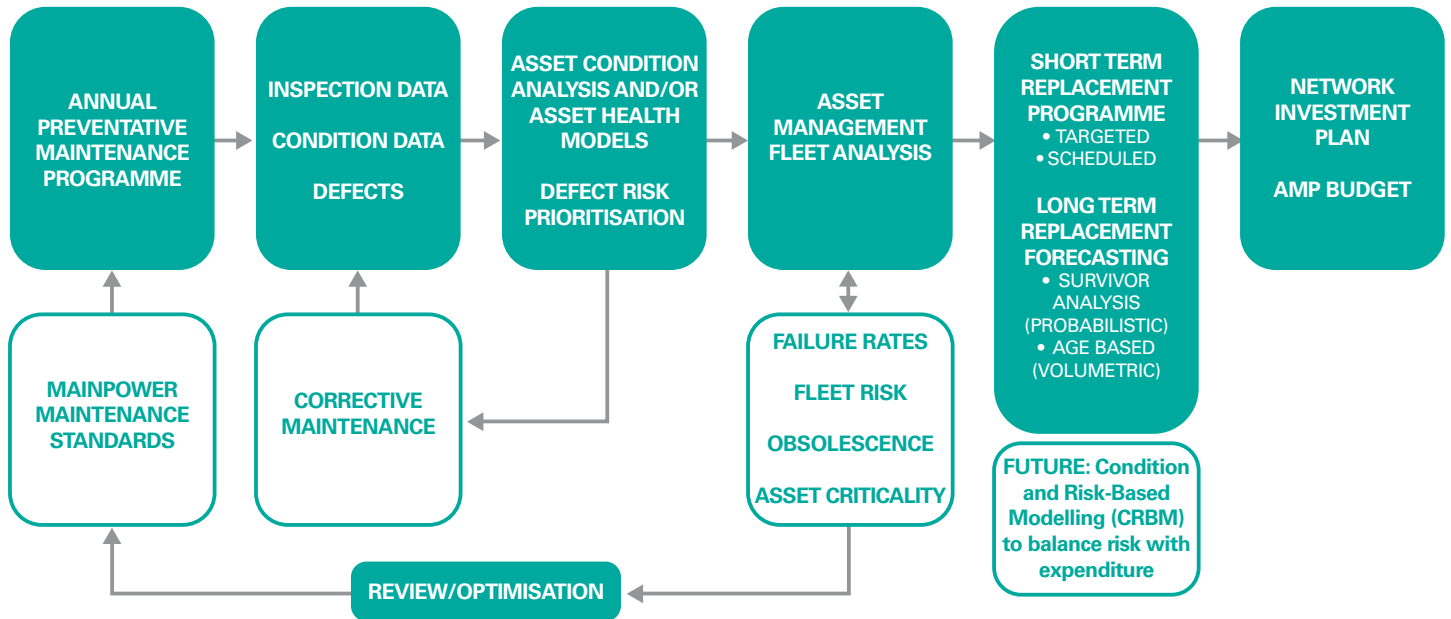 ANNUAL
PREVENTATIVE
MAINTENANCE
PROGRAMME
INSPECTION DATA
CONDITION DATA
DEFECTS
ASSET CONDITION
ANALYSIS AND/OR
ASSET HEALTH
MODELS
DEFECT RISK
PRIORITISATION
ASSET
MANAGEMENT
FLEET ANALYSIS
SHORT TERM
REPLACEMENT
PROGRAMME
• TARGETED
• SCHEDULED
LONG TERM
REPLACEMENT
FORECASTING
• SURVIVOR
ANALYSIS
(PROBABILISTIC)
• AGE BASED
(VOLUMETRIC)
NETWORK
INVESTMENT
PLAN
AMP BUDGET
MAINPOWER
MAINTENANCE
STANDARDS
CORRECTIVE
MAINTENANCE
FAILURE RATES
FLEET RISK
OBSOLESCENCE
ASSET CRITICALITY
FUTURE: Condition
and Risk-Based
Modelling (CRBM)
to balance risk with
expenditure
REVIEW/OPTIMISATION